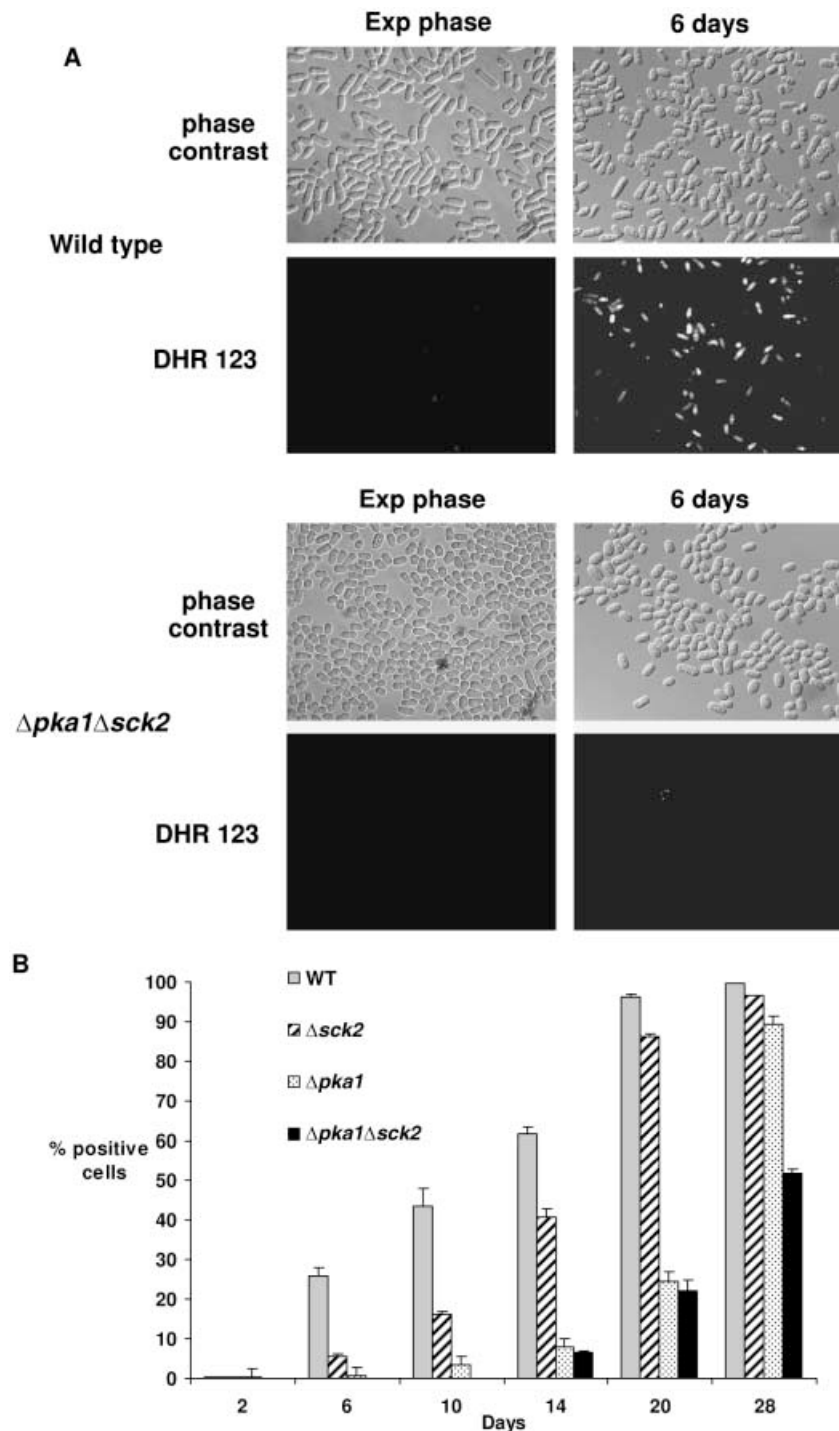 A
Exp phase
6 days
phase
contrast
Wild type
DHR 123
Exp phase
6 days
phase
contrast
Δpka1Δsck2
DHR 123
B
100
90
80
70
60
50
40
30
20
10
0
% positive
cells
WT
Δsck2
Δpka1
Δpka1Δsck2
2 6 10 14 20 28
Days